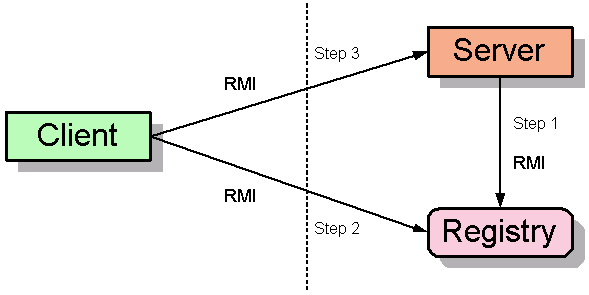 Server
Step 3
RMI
Step 1
Client
RMI
RMI
Step 2
Registry